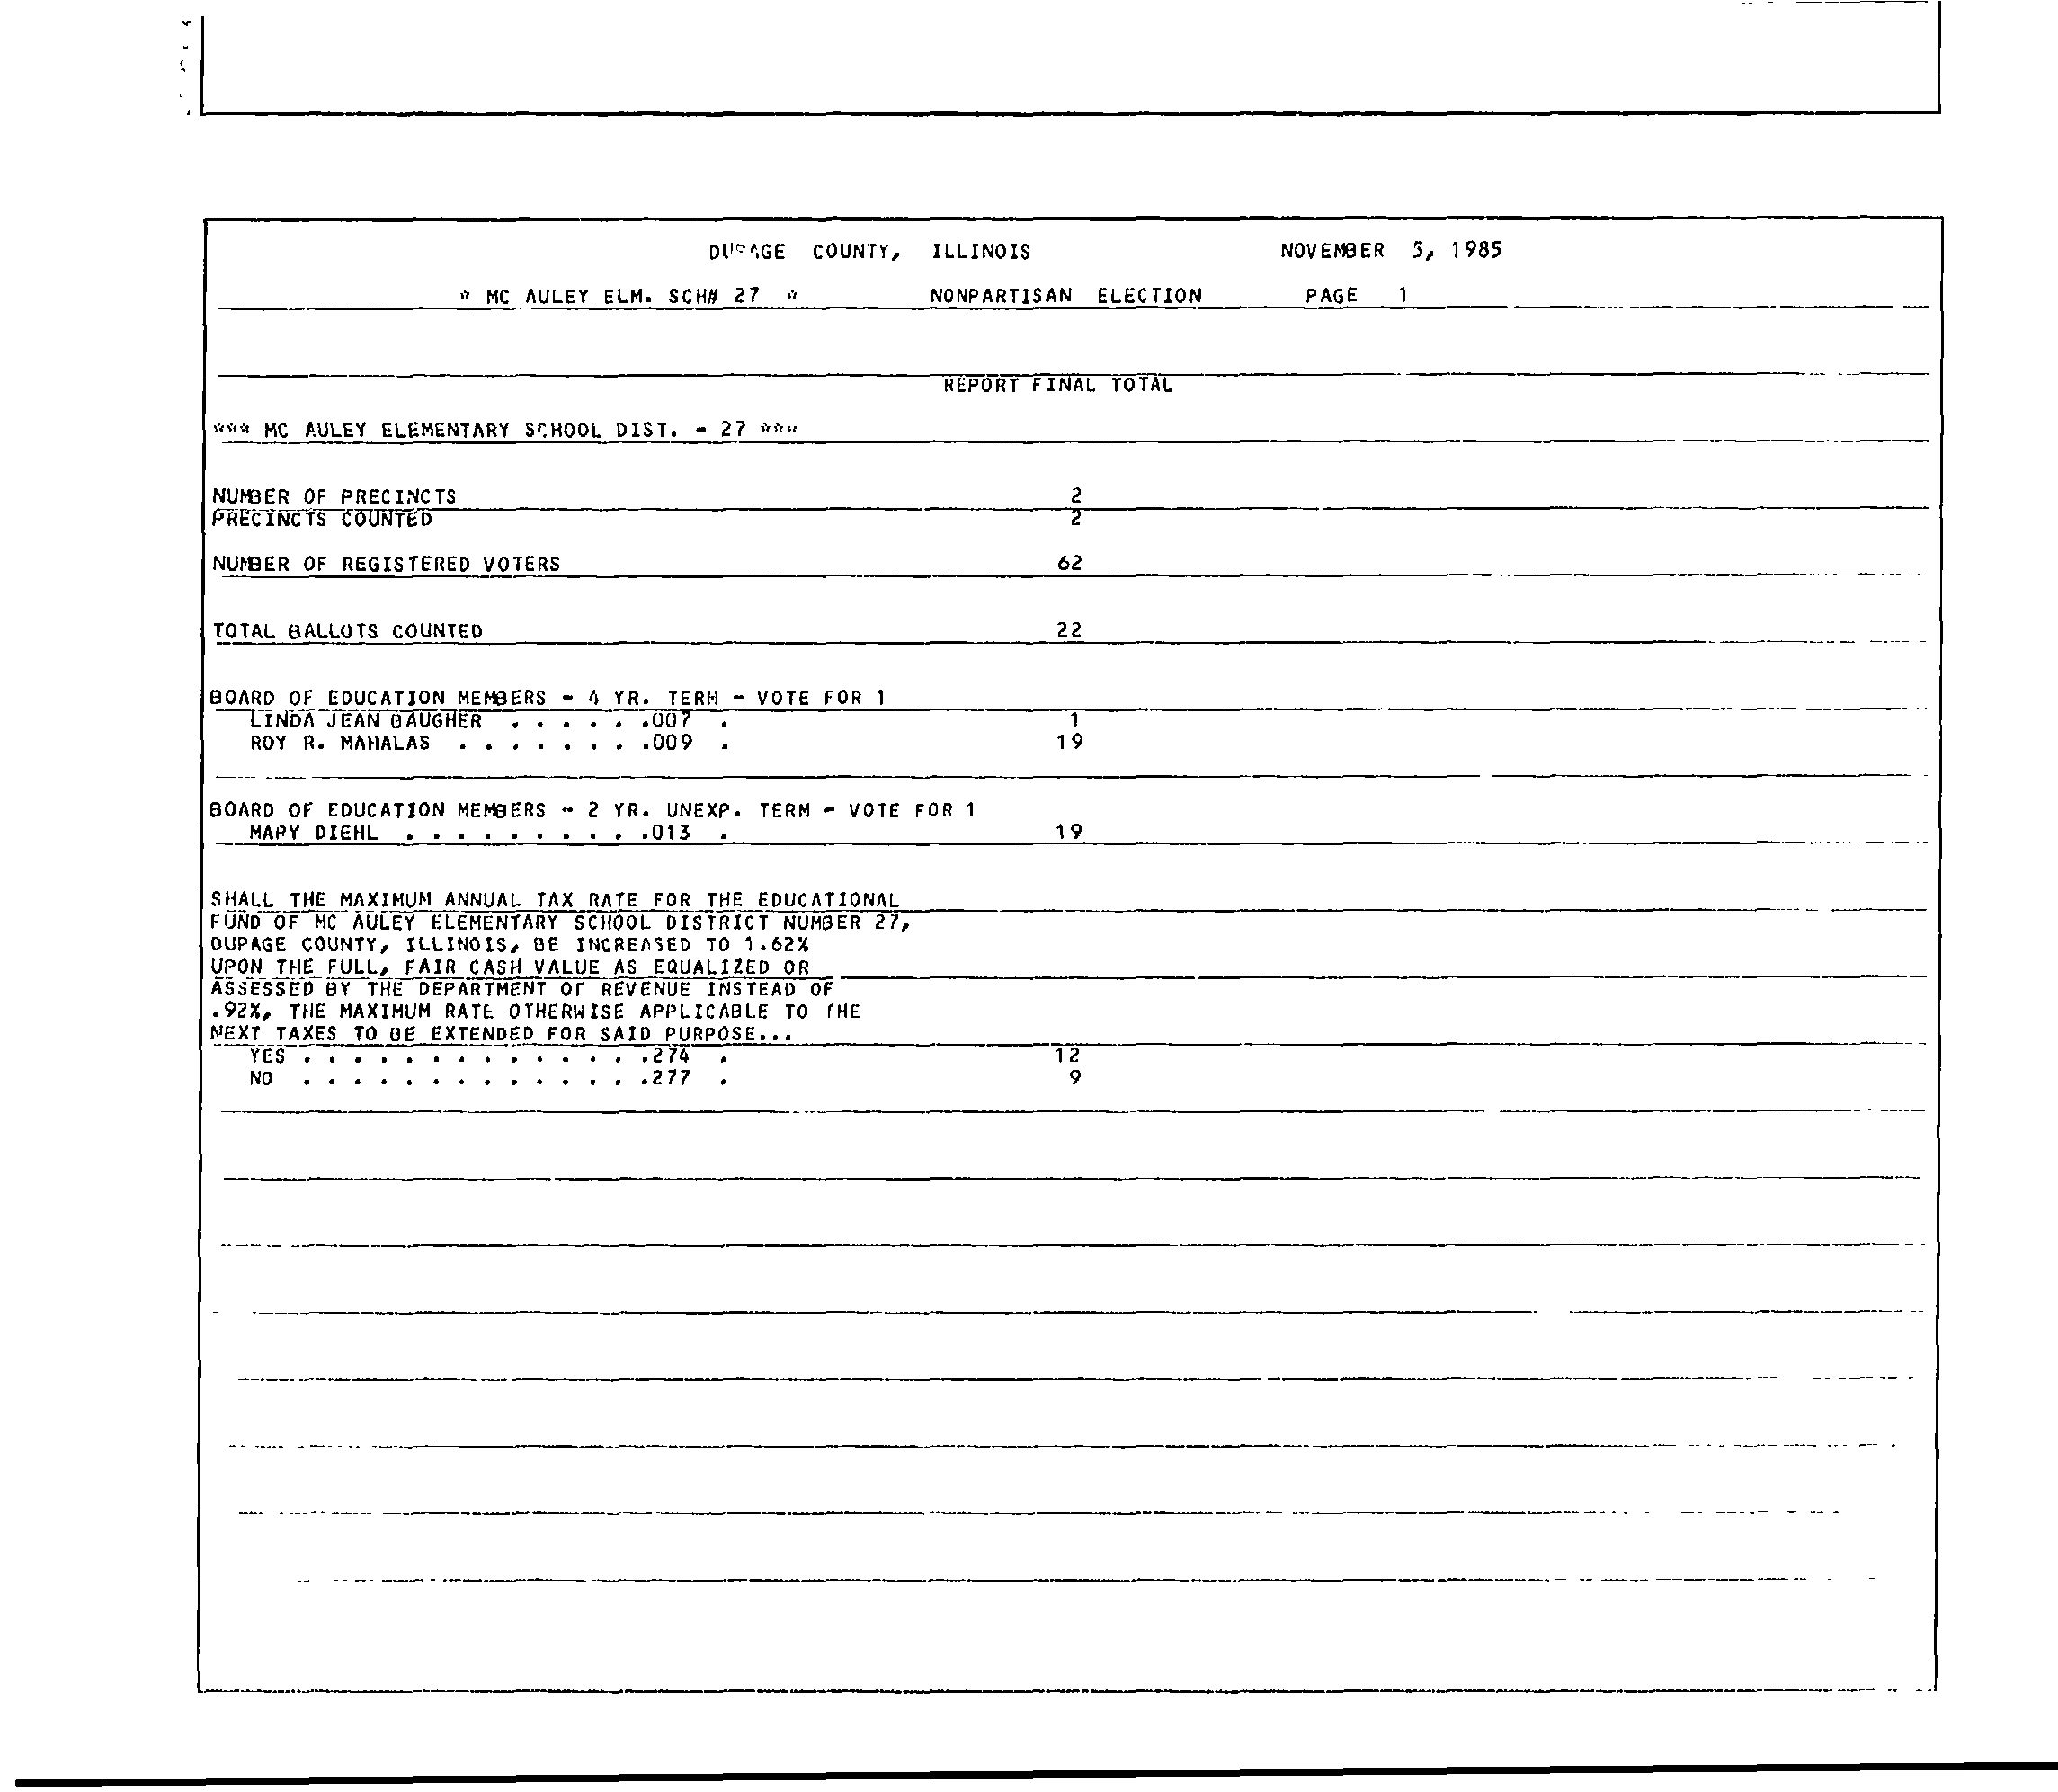 DUPAGE COUNTY, ILLINOIS NOVEMBER 5, 1985
* MC AULEY ELM. SCH# 27 * NONPARTISAN ELECTION PAGE 1
REPORT FINAL TOTAL
*** MC AULEY ELEMENTARY SCHOOL DIST. - 27 ***
NUMBER OF PRECINCTS 2
PRECINCTS COUNTED 2
NUMBER OF REGISTERED VOTERS 62
TOTAL BALLOTS COUNTED 22
BOARD OF EDUCATION MEMBERS - 4 YR. TERM - VOTE FOR 1
LINDA JEAN BAUGHER . . . . . .007 . 1
ROY R. MAHALAS . . . . . . . .009 . 19
BOARD OF EDUCATION MEMBERS - 2 YR. UNEXP. TERM - VOTE FOR 1
MARY DIEHL . . . . . . . . . .013 . 19
SHALL THE MAXIMUM ANNUAL TAX RATE FOR THE EDUCATIONAL
FUND OF MC AULEY ELEMENTARY SCHOOL DISTRICT NUMBER 27,
DUPAGE COUNTY, ILLINOIS, BE INCREASED TO 1.62%
UPON THE FULL, FAIR CASH VALUE AS EQUALIZED OR
ASSESSED BY THE DEPARTMENT OF REVENUE INSTEAD OF
.92%, THE MAXIMUM RATE OTHERWISE APPLICABLE TO THE
NEXT TAXES TO BE EXTENDED FOR SAID PURPOSE...
YES . . . . . . . . . . . . . .274 . 12
NO . . . . . . . . . . . . . .277 . 9